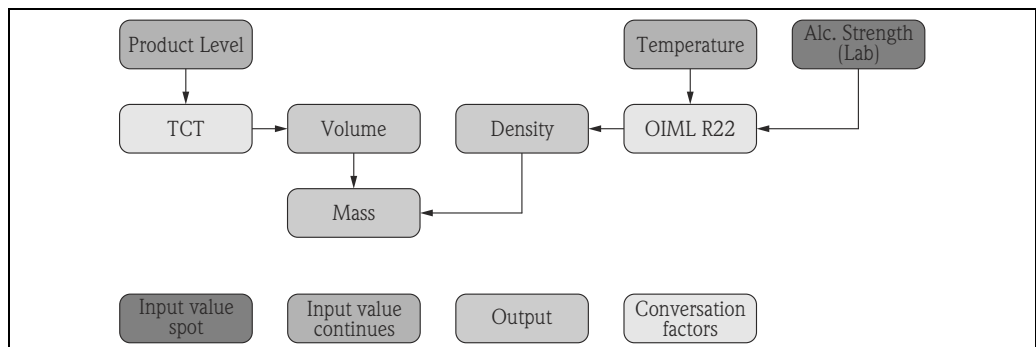 Product Level
Temperature
Alc. Strength
(Lab)
TCT
Volume
Density
OIML R22
Mass
Input value
spot
Input value
continues
Output
Conversation
factors